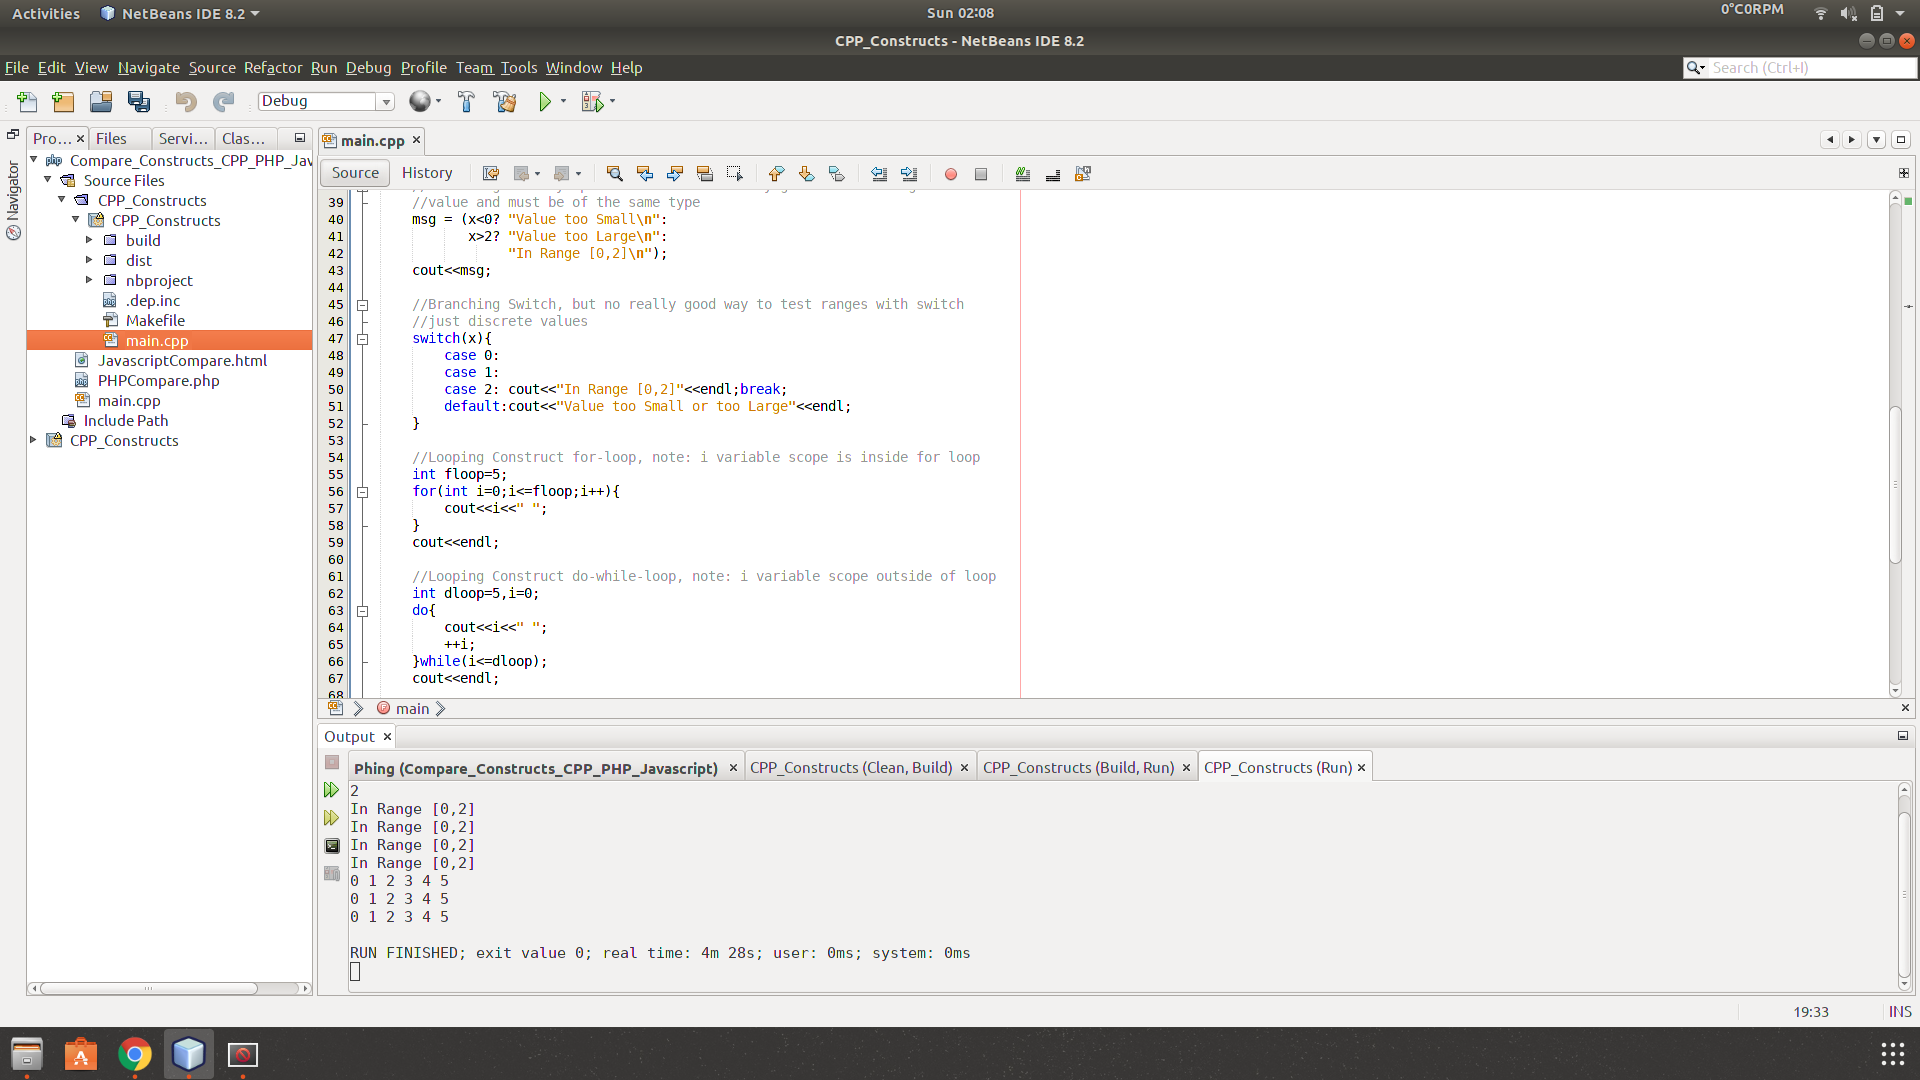 Activities NetBeans IDE 8.2 Sun 02:08 0°C0RPM
CPP_Constructs - NetBeans IDE 8.2
File Edit View Navigate Source Refactor Run Debug Profile Team Tools Window Help Search (Ctrl+I)
Debug
Pro... Files Servi... Clas...
Navigator
Compare_Constructs_CPP_PHP_Jav
Source Files
CPP_Constructs
CPP_Constructs
build
dist
nbproject
.dep.inc
Makefile
main.cpp
JavascriptCompare.html
PHPCompare.php
main.cpp
Include Path
CPP_Constructs
main.cpp
Source History
39 //value and must be of the same type
40 msg = (x<0? "Value too Small\n":
41 x>2? "Value too Large\n":
42 "In Range [0,2]\n");
43 cout<<msg;
44
45 //Branching Switch, but no really good way to test ranges with switch
46 //just discrete values
47 switch(x){
48 case 0:
49 case 1:
50 case 2: cout<<"In Range [0,2]"<<endl;break;
51 default:cout<<"Value too Small or too Large"<<endl;
52 }
53
54 //Looping Construct for-loop, note: i variable scope is inside for loop
55 int floop=5;
56 for(int i=0;i<=floop;i++){
57 cout<<i<<" ";
58 }
59 cout<<endl;
60
61 //Looping Construct do-while-loop, note: i variable scope outside of loop
62 int dloop=5,i=0;
63 do{
64 cout<<i<<" ";
65 ++i;
66 }while(i<=dloop);
67 cout<<endl;
68
main
Output
Phing (Compare_Constructs_CPP_PHP_Javascript) CPP_Constructs (Clean, Build) CPP_Constructs (Build, Run) CPP_Constructs (Run)
2
In Range [0,2]
In Range [0,2]
In Range [0,2]
In Range [0,2]
0 1 2 3 4 5
0 1 2 3 4 5
0 1 2 3 4 5
RUN FINISHED; exit value 0; real time: 4m 28s; user: 0ms; system: 0ms
19:33 INS